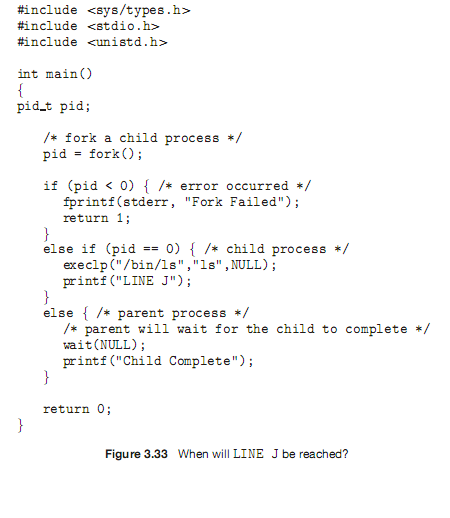 #include <sys/types.h>
#include <stdio.h>
#include <unistd.h>
int main()
{
pid_t pid;
/* fork a child process */
pid = fork();
if (pid < 0) { /* error occurred */
fprintf(stderr, "Fork Failed");
return 1;
}
else if (pid == 0) { /* child process */
execlp("/bin/ls","ls",NULL);
printf("LINE J");
}
else { /* parent process */
/* parent will wait for the child to complete */
wait(NULL);
printf("Child Complete");
}
return 0;
}
Figure 3.33 When will LINE J be reached?